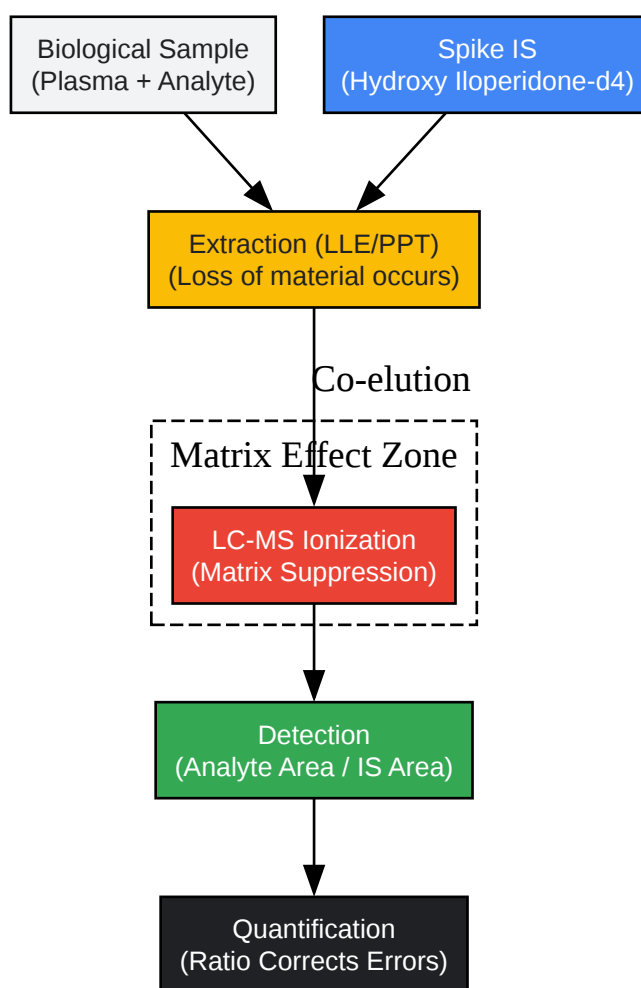 Biological Sample
(Plasma + Analyte)
Spike IS
(Hydroxy Iloperidone-d4)
Extraction (LLE/PPT)
(Loss of material occurs)
Co-elution
Matrix Effect Zone
LC-MS Ionization
(Matrix Suppression)
Detection
(Analyte Area / IS Area)
Quantification
(Ratio Corrects Errors)